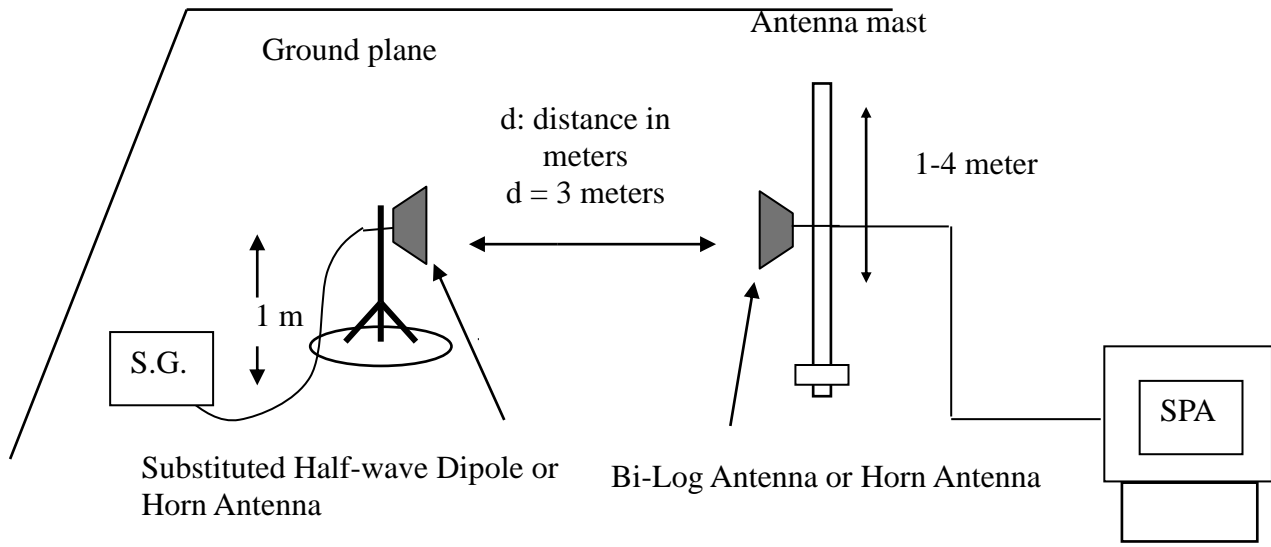 Antenna mast
Ground plane
d: distance in
meters
d = 3 meters
1-4 meter
1 m
S.G.
SPA
Substituted Half-wave Dipole or
Horn Antenna
Bi-Log Antenna or Horn Antenna